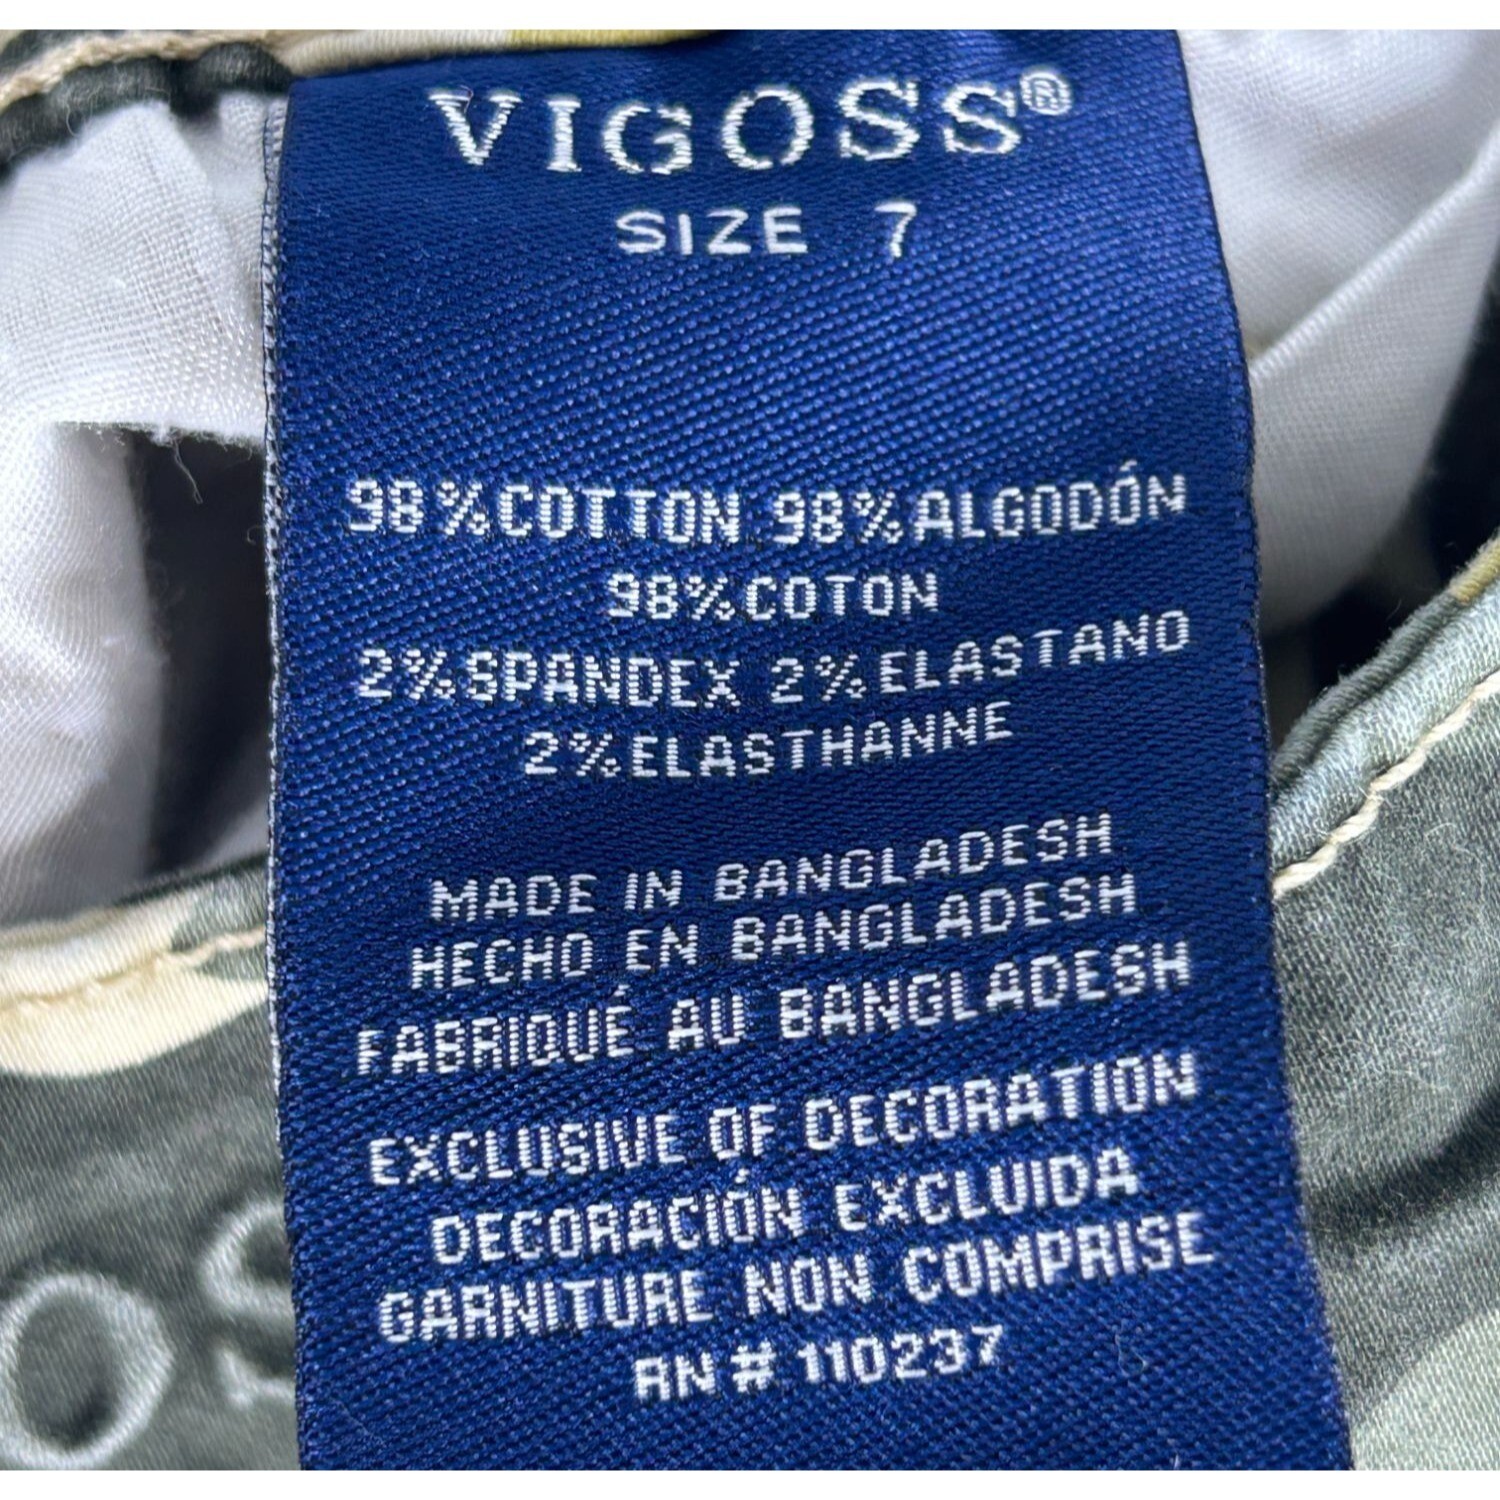 VIGOSS®
SIZE 7
98%COTTON 98%ALGODÓN
98%COTON
2%SPANDEX 2%ELASTANO
2%ELASTHANNE
MADE IN BANGLADESH
HECHO EN BANGLADESH
FABRIQUÉ AU BANGLADESH
EXCLUSIVE OF DECORATION
DECORACIÓN EXCLUIDA
GARNITURE NON COMPRISE
RN # 110237
OS